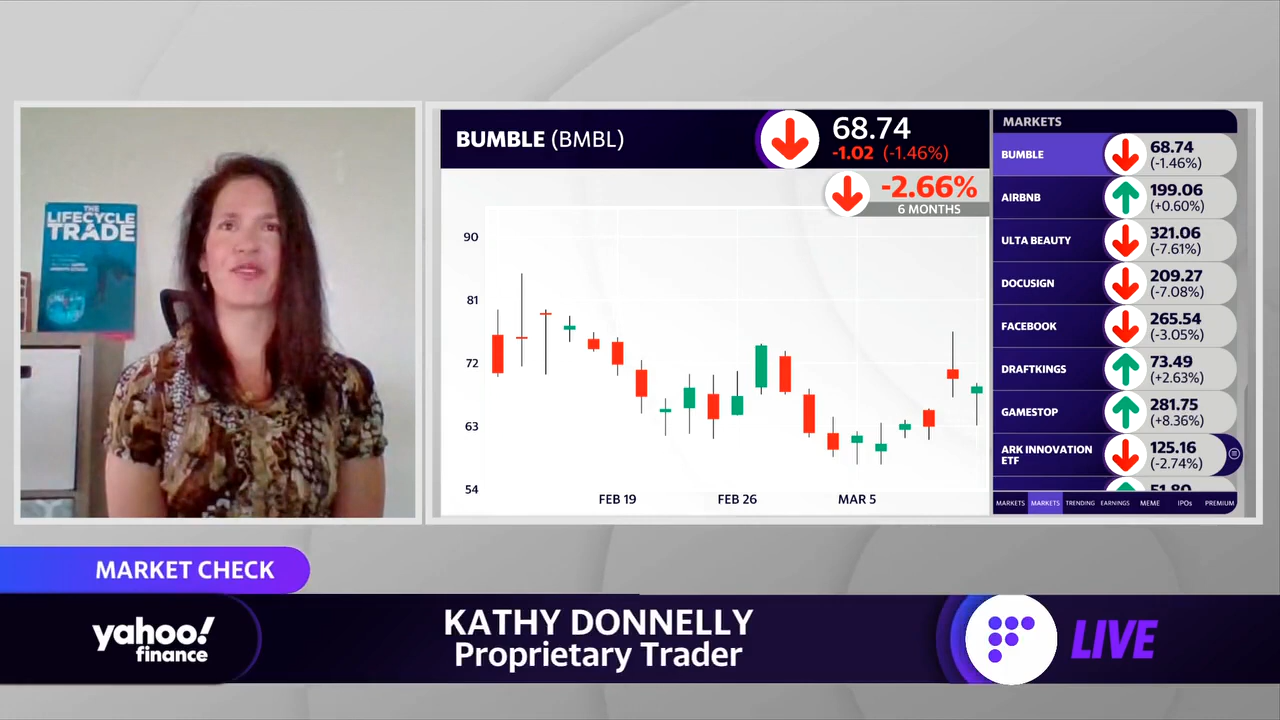 THE
LIFECYCLE
TRADE
BUMBLE (BMBL)
68.74
-1.02 (-1.46%)
-2.66%
6 MONTHS
90
81
72
63
54
FEB 19
FEB 26
MAR 5
MARKETS
BUMBLE
68.74
(-1.46%)
AIRBNB
199.06
(+0.60%)
ULTA BEAUTY
321.06
(-7.61%)
DOCUSIGN
209.27
(-7.08%)
FACEBOOK
265.54
(-3.05%)
DRAFTKINGS
73.49
(+2.63%)
GAMESTOP
281.75
(+8.36%)
ARK INNOVATION
ETF
125.16
(-2.74%)
51.80
MARKETS MARKETS TRENDING EARNINGS MEME IPOs PREMIUM
MARKET CHECK
yahoo!
finance
KATHY DONNELLY
Proprietary Trader
LIVE